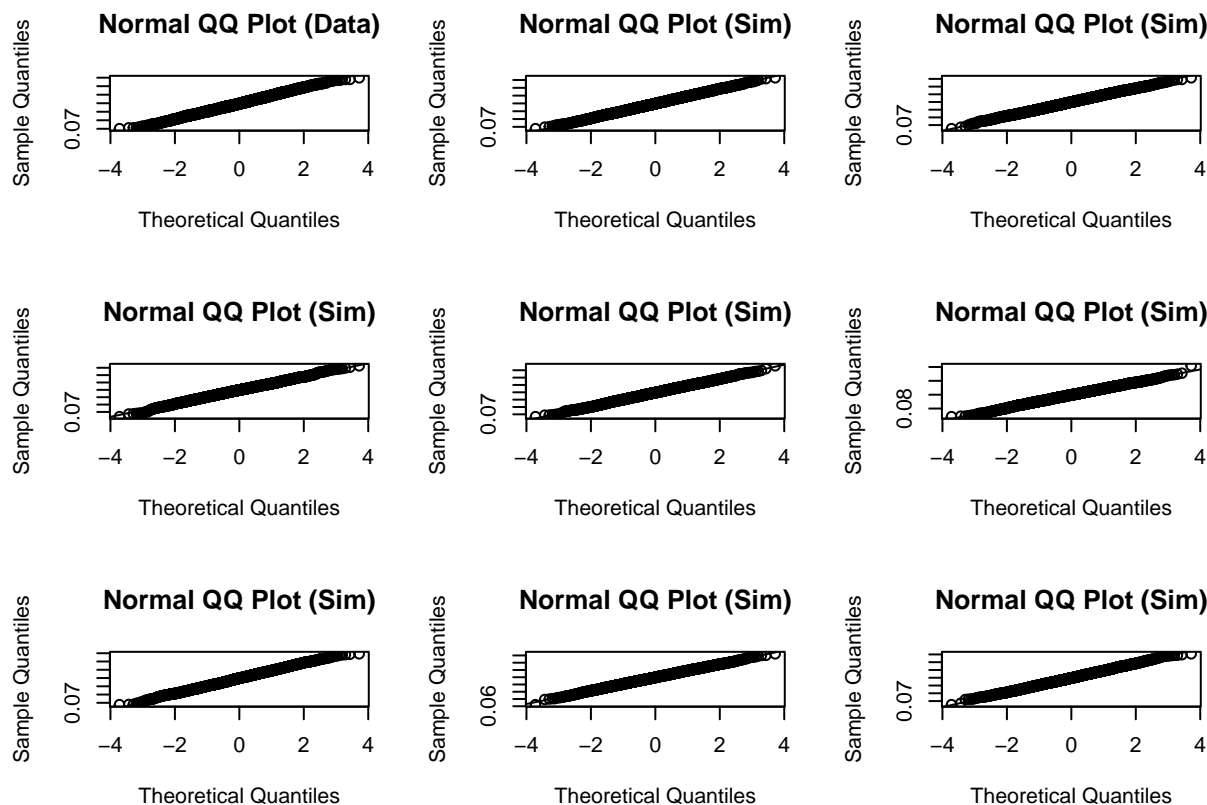 Normal QQ Plot (Data)
Sample Quantiles
0.07
−4 −2 0 2 4
Theoretical Quantiles
Normal QQ Plot (Sim)
Sample Quantiles
0.07
−4 −2 0 2 4
Theoretical Quantiles
Normal QQ Plot (Sim)
Sample Quantiles
0.07
−4 −2 0 2 4
Theoretical Quantiles
Normal QQ Plot (Sim)
Sample Quantiles
0.07
−4 −2 0 2 4
Theoretical Quantiles
Normal QQ Plot (Sim)
Sample Quantiles
0.07
−4 −2 0 2 4
Theoretical Quantiles
Normal QQ Plot (Sim)
Sample Quantiles
0.08
−4 −2 0 2 4
Theoretical Quantiles
Normal QQ Plot (Sim)
Sample Quantiles
0.07
−4 −2 0 2 4
Theoretical Quantiles
Normal QQ Plot (Sim)
Sample Quantiles
0.06
−4 −2 0 2 4
Theoretical Quantiles
Normal QQ Plot (Sim)
Sample Quantiles
0.07
−4 −2 0 2 4
Theoretical Quantiles